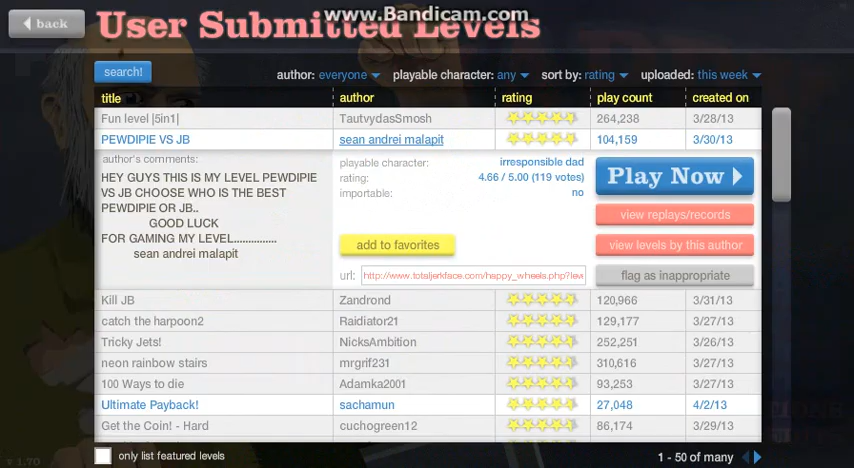 www.Bandicam.com
back
User Submitted Levels
search!
author: everyone playable character: any sort by: rating uploaded: this week
title author rating play count created on
Fun level |5in1| TautvydasSmosh 264,238 3/28/13
PEWDIPIE VS JB sean andrei malapit 104,159 3/30/13
author's comments:
HEY GUYS THIS IS MY LEVEL PEWDIPIE
VS JB CHOOSE WHO IS THE BEST
PEWDIPIE OR JB..
GOOD LUCK
FOR GAMING MY LEVEL...............
sean andrei malapit
playable character: irresponsible dad
rating: 4.66 / 5.00 (119 votes)
importable: no
add to favorites
url: http://www.totaljerkface.com/happy_wheels.php?leve
Play Now
view replays/records
view levels by this author
flag as inappropriate
Kill JB Zandrond 120,966 3/31/13
catch the harpoon2 Raidiator21 129,177 3/27/13
Tricky Jets! NicksAmbition 252,251 3/26/13
neon rainbow stairs mrgrif231 310,616 3/27/13
100 Ways to die Adamka2001 93,253 3/27/13
Ultimate Payback! sachamun 27,048 4/2/13
Get the Coin! - Hard cuchogreen12 86,174 3/29/13
only list featured levels
1 - 50 of many
1.70